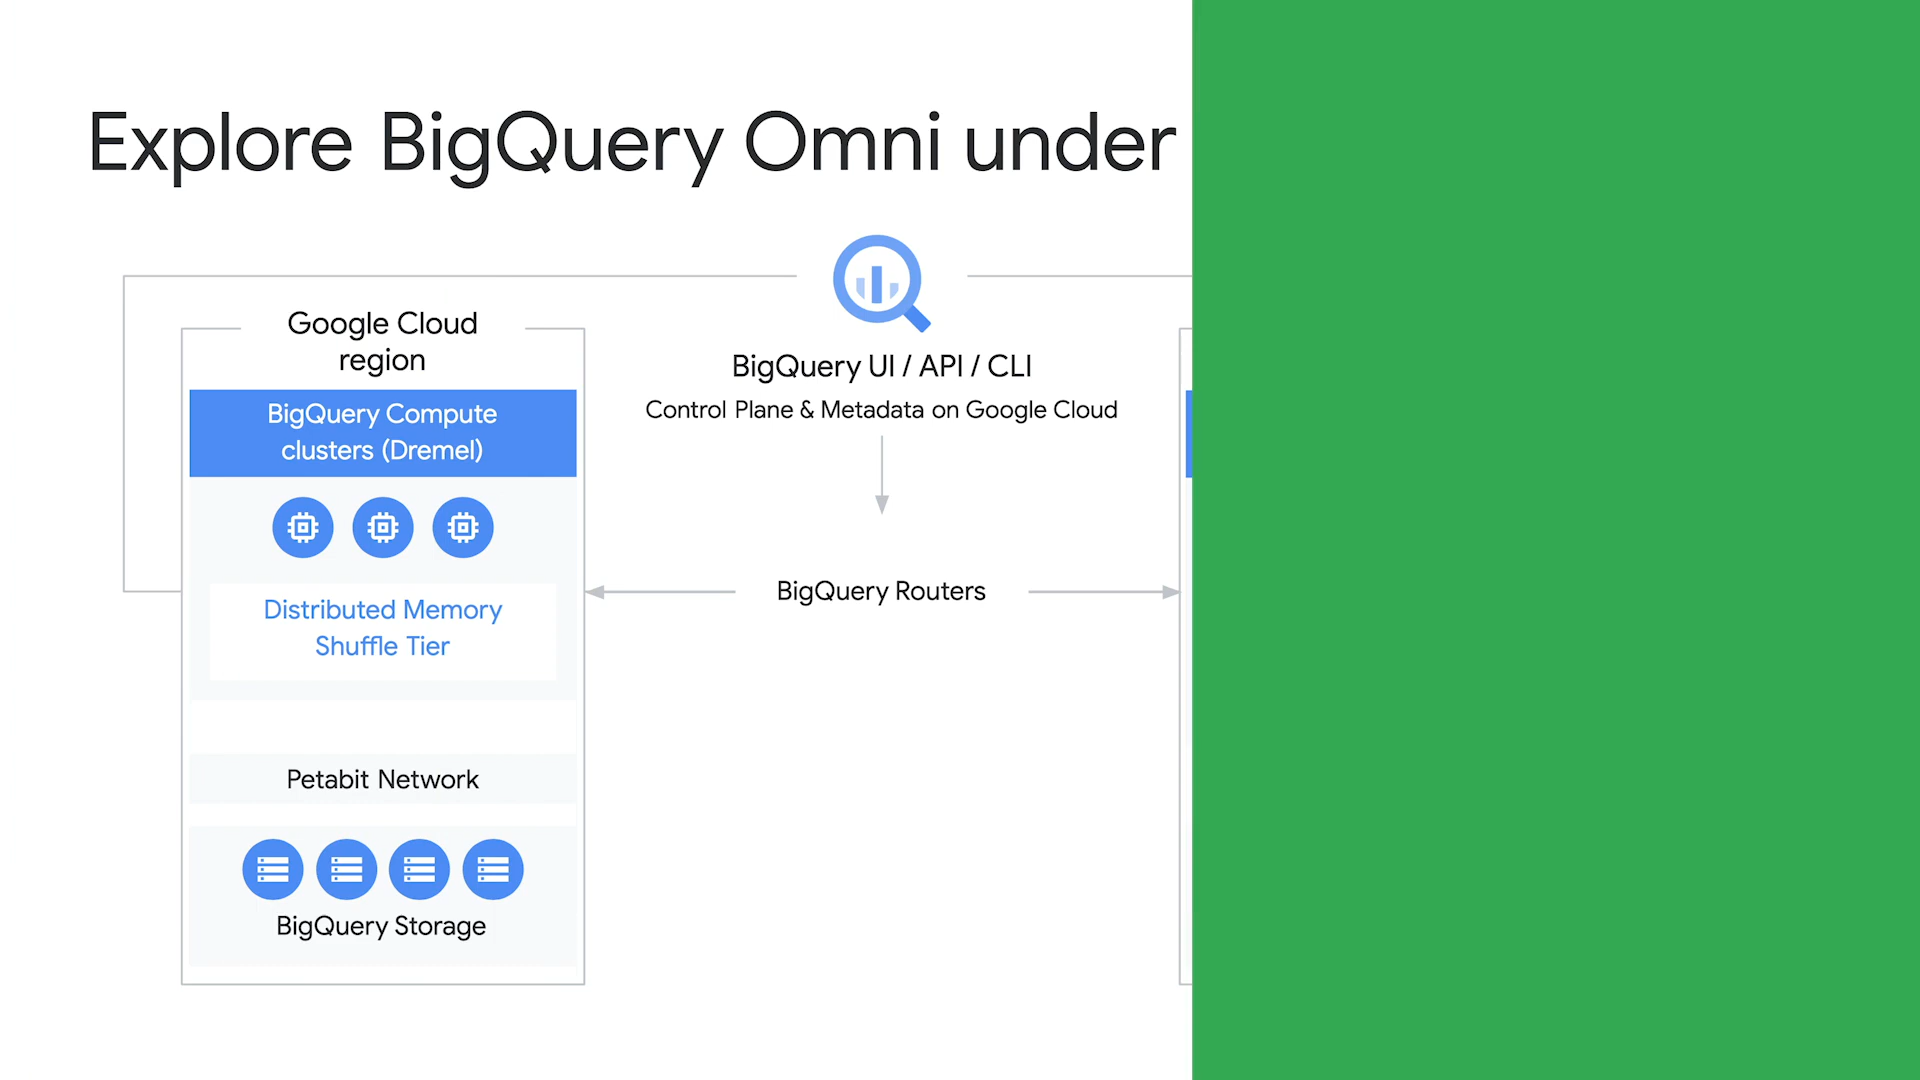 Explore BigQuery Omni under
Google Cloud
region
BigQuery Compute
clusters (Dremel)
Distributed Memory
Shuffle Tier
Petabit Network
BigQuery Storage
BigQuery UI / API / CLI
Control Plane & Metadata on Google Cloud
BigQuery Routers